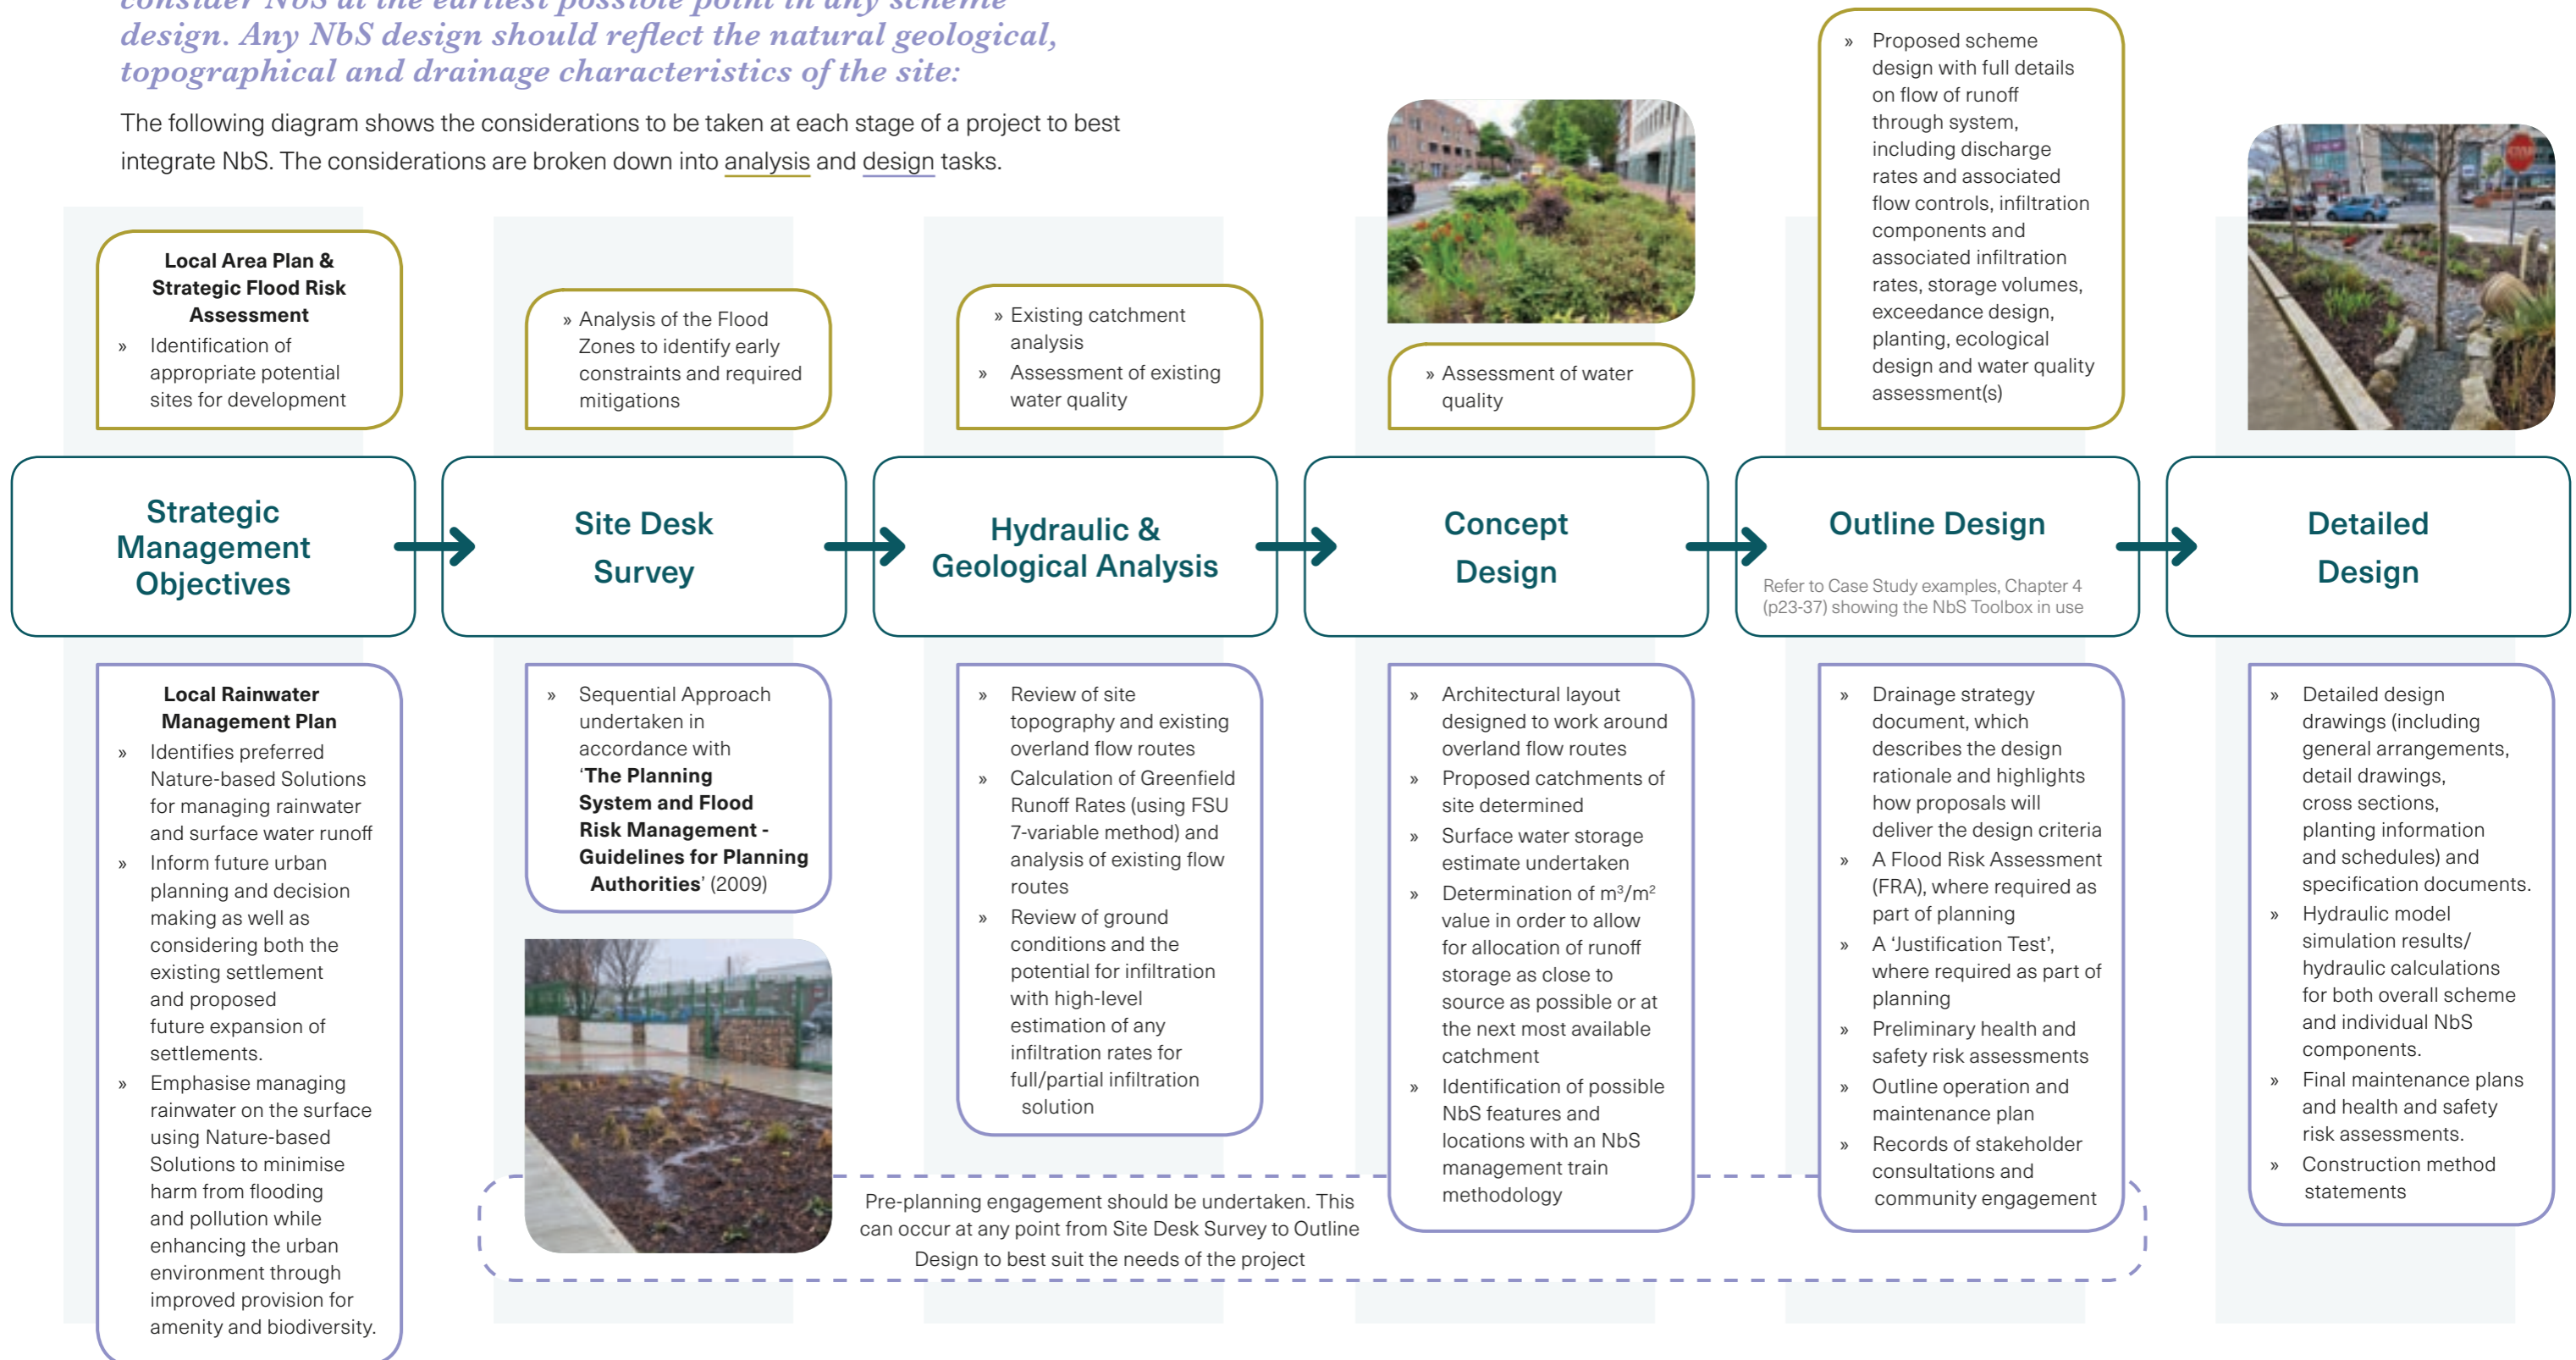 consider NbS at the earliest possible point in any scheme
design. Any NbS design should reflect the natural geological,
topographical and drainage characteristics of the site:
The following diagram shows the considerations to be taken at each stage of a project to best
integrate NbS. The considerations are broken down into analysis and design tasks.
Local Area Plan &
Strategic Flood Risk
Assessment
» Identification of
appropriate potential
sites for development
» Analysis of the Flood
Zones to identify early
constraints and required
mitigations
» Existing catchment
analysis
» Assessment of existing
water quality
» Assessment of water
quality
» Proposed scheme
design with full details
on flow of runoff
through system,
including discharge
rates and associated
flow controls, infiltration
components and
associated infiltration
rates, storage volumes,
exceedance design,
planting, ecological
design and water quality
assessment(s)
Strategic
Management
Objectives
Site Desk
Survey
Hydraulic &
Geological Analysis
Concept
Design
Outline Design
Refer to Case Study examples, Chapter 4
(p23-37) showing the NbS Toolbox in use
Detailed
Design
Local Rainwater
Management Plan
» Identifies preferred
Nature-based Solutions
for managing rainwater
and surface water runoff
» Inform future urban
planning and decision
making as well as
considering both the
existing settlement
and proposed
future expansion of
settlements.
» Emphasise managing
rainwater on the surface
using Nature-based
Solutions to minimise
harm from flooding
and pollution while
enhancing the urban
environment through
improved provision for
amenity and biodiversity.
» Sequential Approach
undertaken in
accordance with
‘The Planning
System and Flood
Risk Management -
Guidelines for Planning
Authorities’ (2009)
» Review of site
topography and existing
overland flow routes
» Calculation of Greenfield
Runoff Rates (using FSU
7-variable method) and
analysis of existing flow
routes
» Review of ground
conditions and the
potential for infiltration
with high-level
estimation of any
infiltration rates for
full/partial infiltration
solution
» Architectural layout
designed to work around
overland flow routes
» Proposed catchments of
site determined
» Surface water storage
estimate undertaken
» Determination of m³/m²
value in order to allow
for allocation of runoff
storage as close to
source as possible or at
the next most available
catchment
» Identification of possible
NbS features and
locations with an NbS
management train
methodology
» Drainage strategy
document, which
describes the design
rationale and highlights
how proposals will
deliver the design criteria
» A Flood Risk Assessment
(FRA), where required as
part of planning
» A ‘Justification Test’,
where required as part of
planning
» Preliminary health and
safety risk assessments
» Outline operation and
maintenance plan
» Records of stakeholder
consultations and
community engagement
» Detailed design
drawings (including
general arrangements,
detail drawings,
cross sections,
planting information
and schedules) and
specification documents.
» Hydraulic model
simulation results/
hydraulic calculations
for both overall scheme
and individual NbS
components.
» Final maintenance plans
and health and safety
risk assessments.
» Construction method
statements
Pre-planning engagement should be undertaken. This
can occur at any point from Site Desk Survey to Outline
Design to best suit the needs of the project